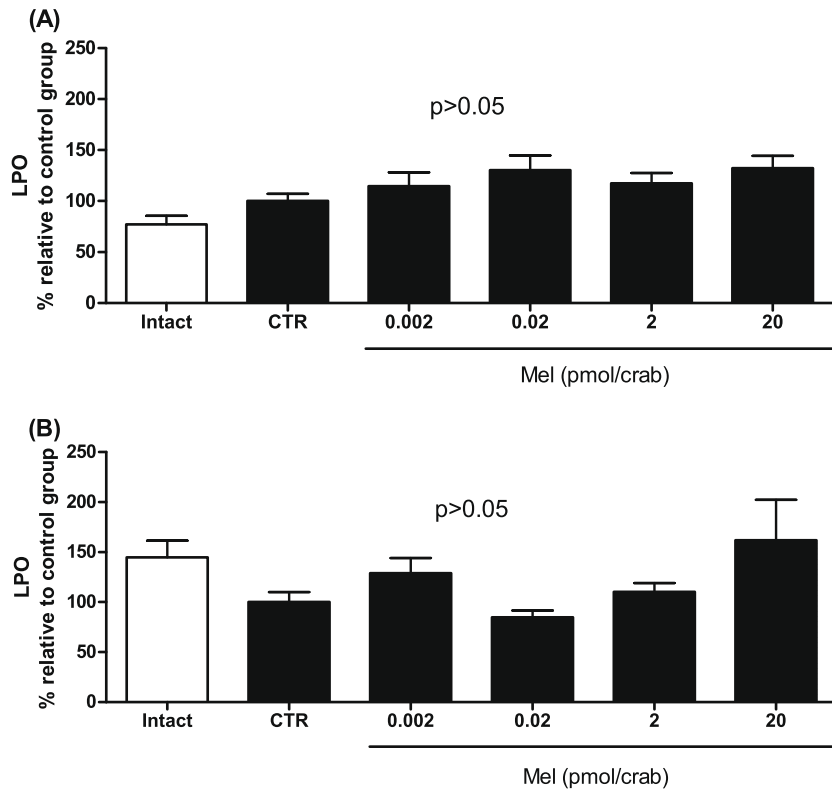 (A)
250
200
150
100
50
0
LPO
% relative to control group
p>0.05
Intact CTR 0.002 0.02 2 20
Mel (pmol/crab)
(B)
250
200
150
100
50
0
LPO
% relative to control group
p>0.05
Intact CTR 0.002 0.02 2 20
Mel (pmol/crab)